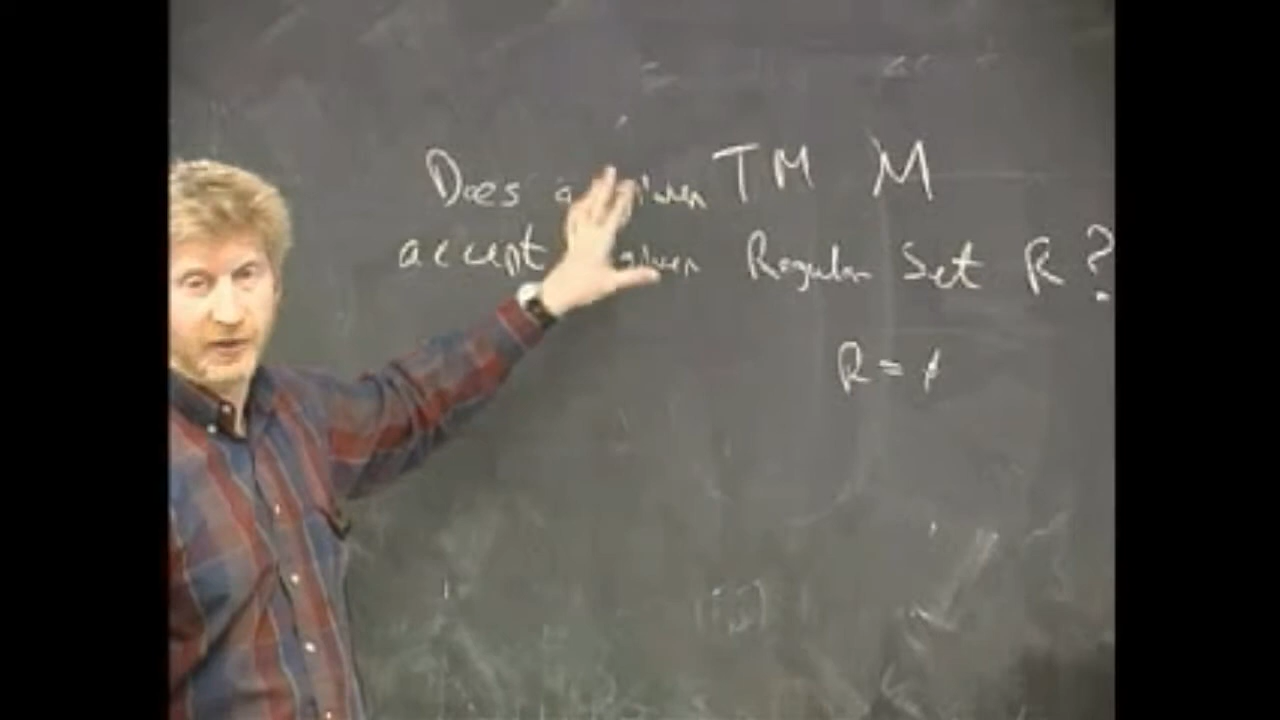 Does a given TM M
accept given Regular Set R?
R = ϕ